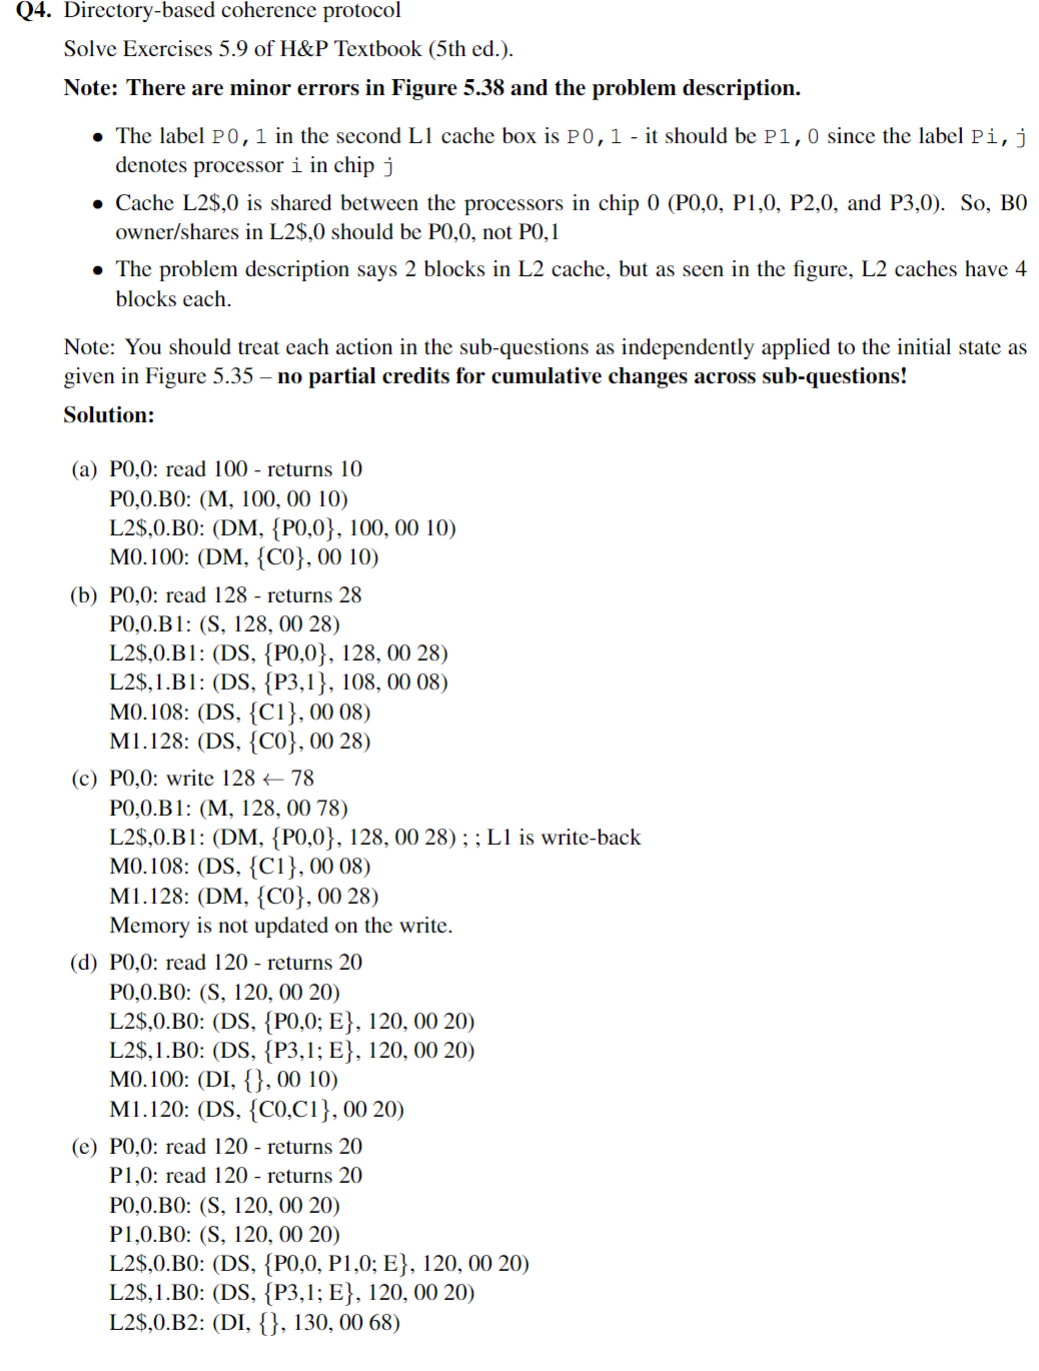 Q4. Directory-based coherence protocol
Solve Exercises 5.9 of H&P Textbook (5th ed.).
Note: There are minor errors in Figure 5.38 and the problem description.
• The label P0,1 in the second L1 cache box is P0,1 - it should be P1,0 since the label Pi,j
denotes processor i in chip j
• Cache L2$,0 is shared between the processors in chip 0 (P0,0, P1,0, P2,0, and P3,0). So, B0
owner/shares in L2$,0 should be P0,0, not P0,1
• The problem description says 2 blocks in L2 cache, but as seen in the figure, L2 caches have 4
blocks each.
Note: You should treat each action in the sub-questions as independently applied to the initial state as
given in Figure 5.35 – no partial credits for cumulative changes across sub-questions!
Solution:
(a) P0,0: read 100 - returns 10
P0,0.B0: (M, 100, 00 10)
L2$,0.B0: (DM, {P0,0}, 100, 00 10)
M0.100: (DM, {C0}, 00 10)
(b) P0,0: read 128 - returns 28
P0,0.B1: (S, 128, 00 28)
L2$,0.B1: (DS, {P0,0}, 128, 00 28)
L2$,1.B1: (DS, {P3,1}, 108, 00 08)
M0.108: (DS, {C1}, 00 08)
M1.128: (DS, {C0}, 00 28)
(c) P0,0: write 128 ← 78
P0,0.B1: (M, 128, 00 78)
L2$,0.B1: (DM, {P0,0}, 128, 00 28) ; ; L1 is write-back
M0.108: (DS, {C1}, 00 08)
M1.128: (DM, {C0}, 00 28)
Memory is not updated on the write.
(d) P0,0: read 120 - returns 20
P0,0.B0: (S, 120, 00 20)
L2$,0.B0: (DS, {P0,0; E}, 120, 00 20)
L2$,1.B0: (DS, {P3,1; E}, 120, 00 20)
M0.100: (DI, {}, 00 10)
M1.120: (DS, {C0,C1}, 00 20)
(e) P0,0: read 120 - returns 20
P1,0: read 120 - returns 20
P0,0.B0: (S, 120, 00 20)
P1,0.B0: (S, 120, 00 20)
L2$,0.B0: (DS, {P0,0, P1,0; E}, 120, 00 20)
L2$,1.B0: (DS, {P3,1; E}, 120, 00 20)
L2$,0.B2: (DI, {}, 130, 00 68)